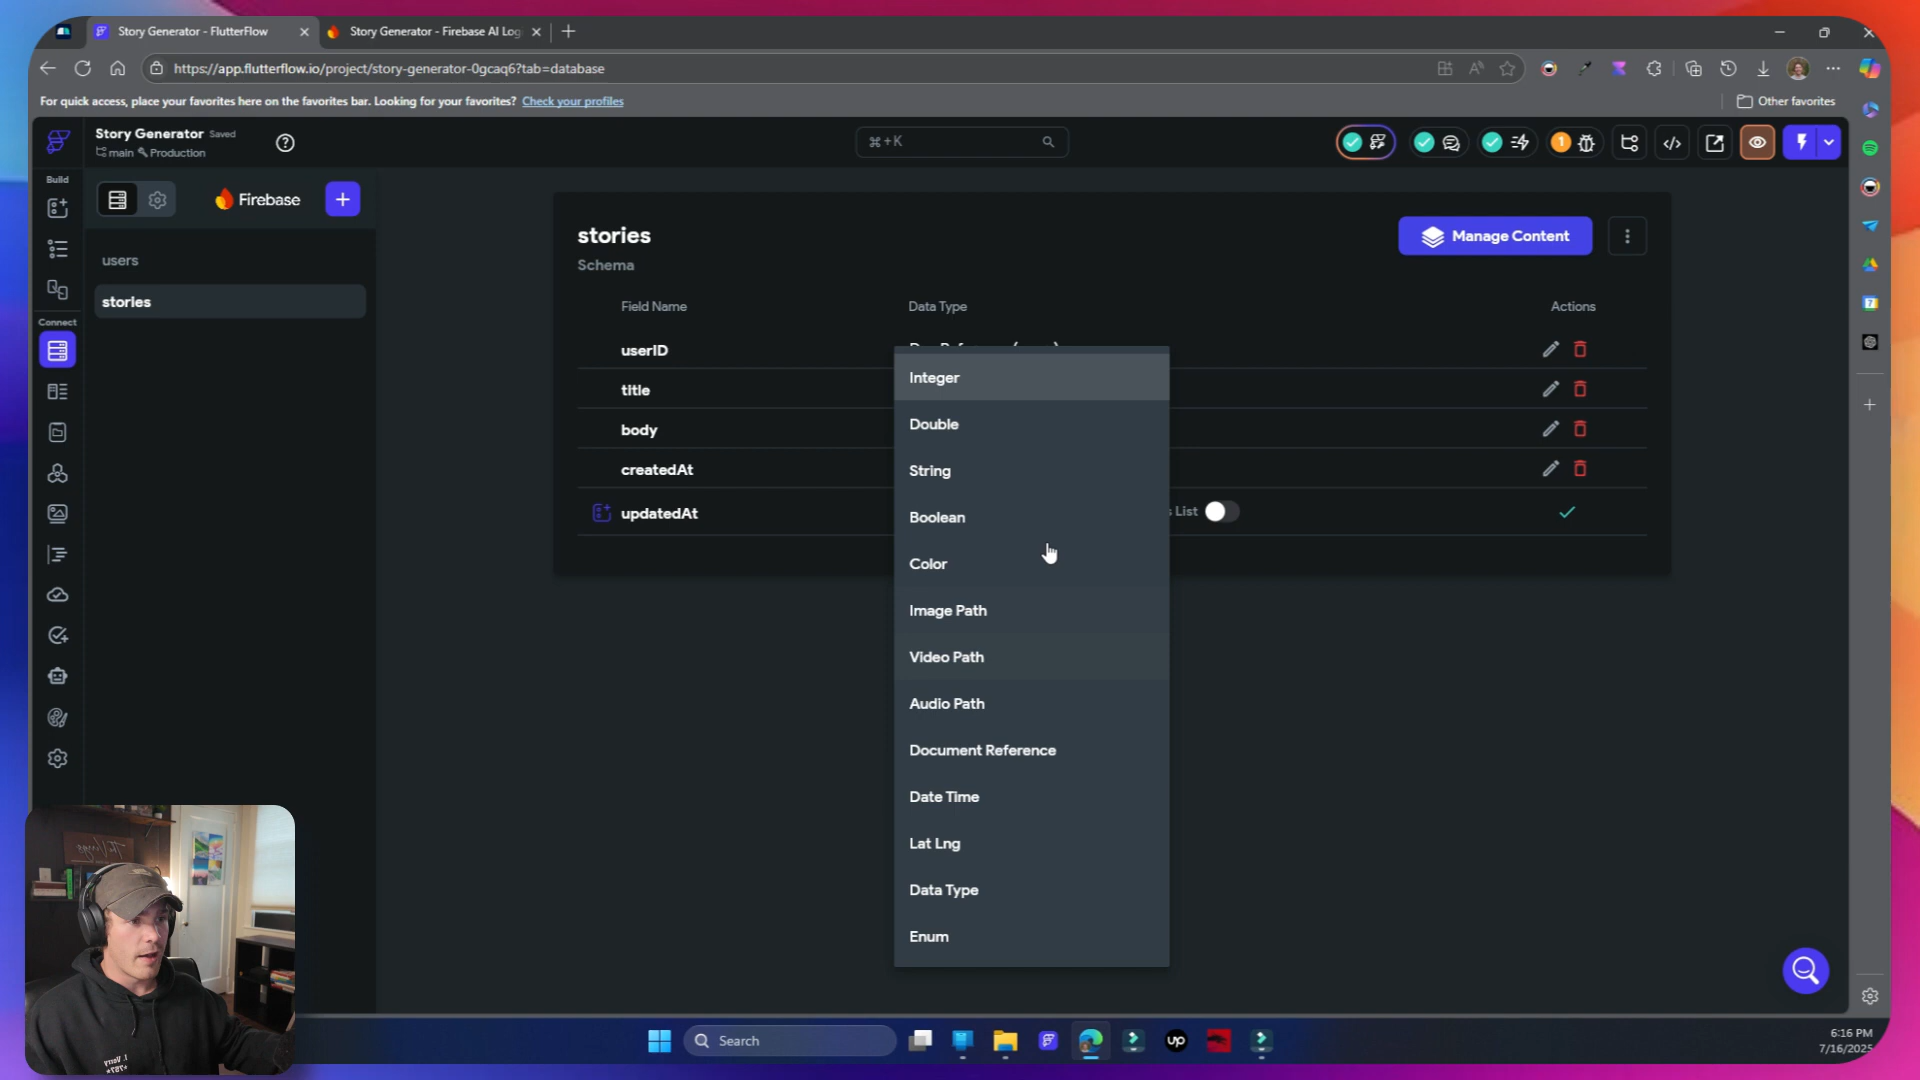 Story Generator - FlutterFlow
Story Generator - Firebase AI Log
https://app.flutterflow.io/project/story-generator-0gcaq6?tab=database
For quick access, place your favorites here on the favorites bar. Looking for your favorites? Check your profiles
Other favorites
Story Generator Saved
main Production
⌘+K
Build
Firebase
users
stories
Connect
stories
Manage Content
Schema
Field Name
Data Type
Actions
userID
title
body
createdAt
updatedAt
List
Integer
Double
String
Boolean
Color
Image Path
Video Path
Audio Path
Document Reference
Date Time
Lat Lng
Data Type
Enum
Search
up
6:16 PM
7/16/2025